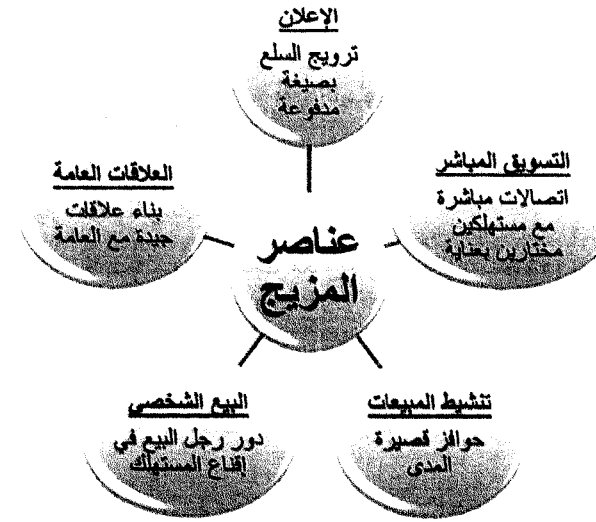 الإعلان
ترويج السلع
بصيغة
مدفوعة
التسويق المباشر
اتصالات مباشرة
مع مستهلكين
مختارين بعناية
العلاقات العامة
بناء علاقات
جيدة مع العامة
عناصر
المزيج
تنشيط المبيعات
حوافز قصيرة
المدى
البيع الشخصي
دور رجل البيع في
إقناع المستهلك